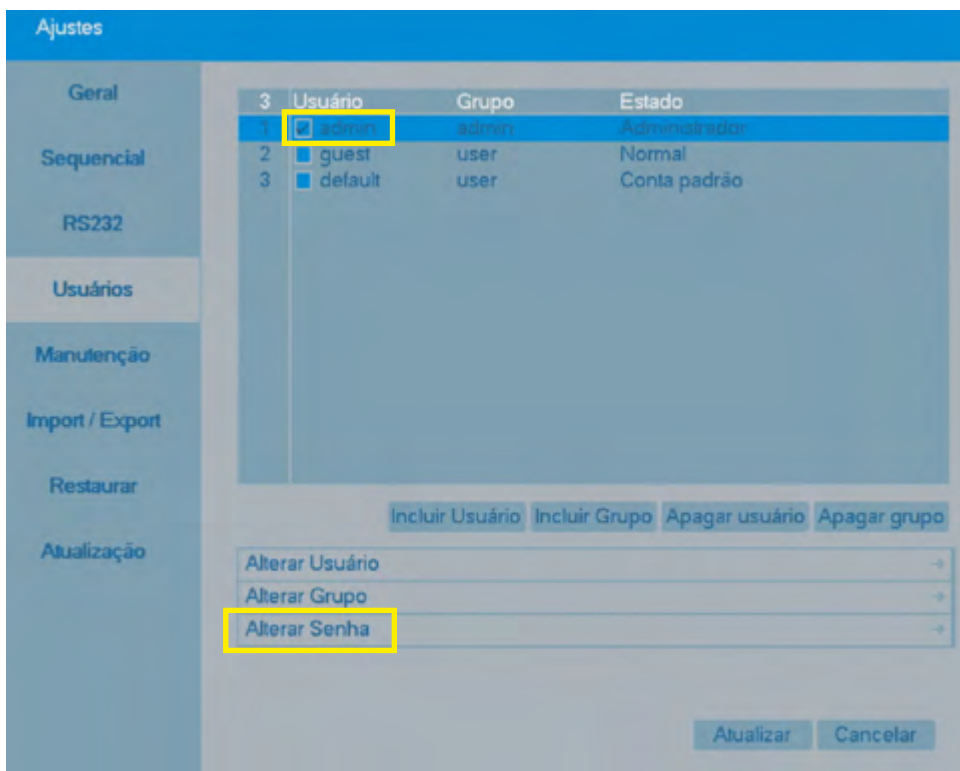 Ajustes
Geral
Sequencial
RS232
Usuários
Manutenção
Import / Export
Restaurar
Atualização
3 Usuário Grupo Estado
1 admin admin Administrador
2 guest user Normal
3 default user Conta padrão
Incluir Usuário Incluir Grupo Apagar usuário Apagar grupo
Alterar Usuário
Alterar Grupo
Alterar Senha
Atualizar Cancelar